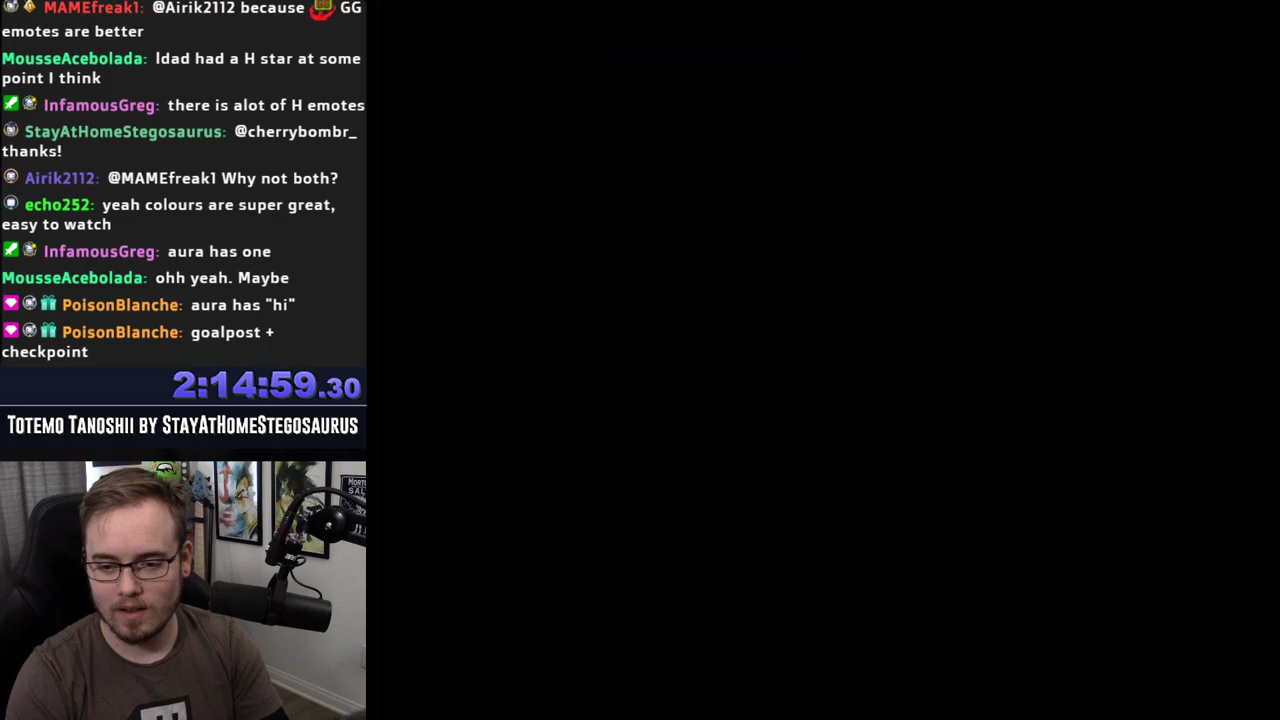 MAMEfreak1: @Airik2112 because GG
emotes are better
MousseAcebolada: ldad had a H star at some
point I think
InfamousGreg: there is alot of H emotes
StayAtHomeStegosaurus: @cherrybombr_
thanks!
Airik2112: @MAMEfreak1 Why not both?
echo252: yeah colours are super great,
easy to watch
InfamousGreg: aura has one
MousseAcebolada: ohh yeah. Maybe
PoisonBlanche: aura has "hi"
PoisonBlanche: goalpost +
checkpoint
2:14:59.30
Totemo Tanoshii by StayAtHomeStegosaurus